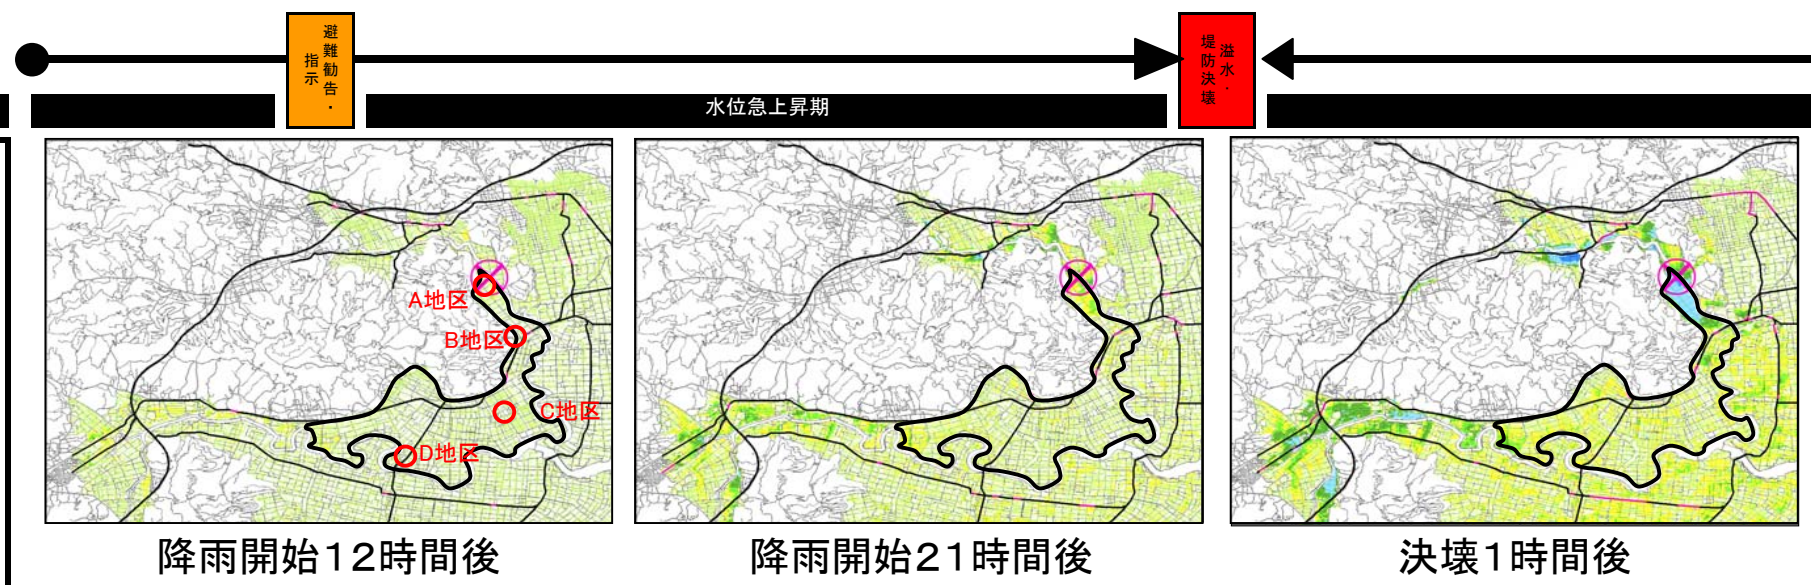 避難勧告・
指示
溢水・
堤防決壊
水位急上昇期
A地区
B地区
C地区
D地区
降雨開始12時間後
降雨開始21時間後
決壊1時間後